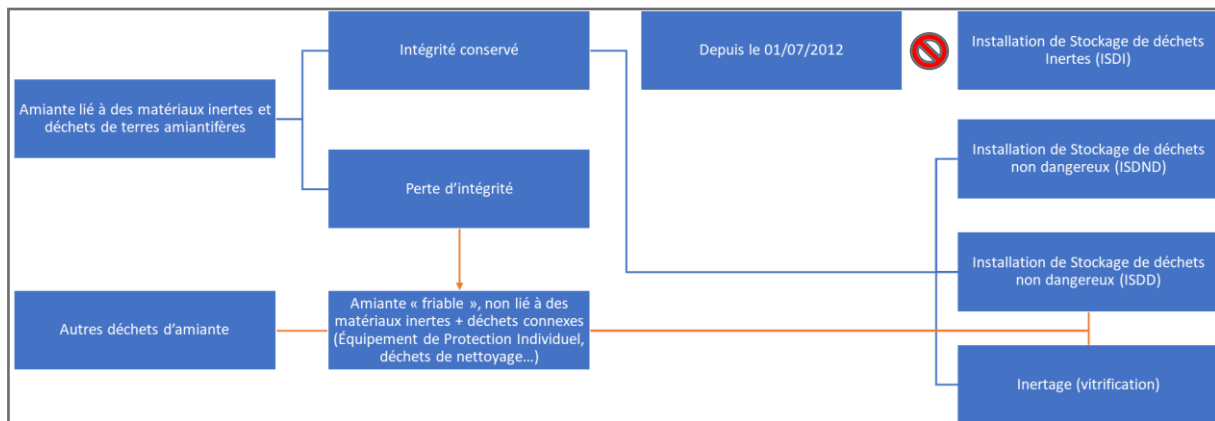 Intégrité conservé
Depuis le 01/07/2012
Installation de Stockage de déchets
Inertes (ISDI)
Amiante lié à des matériaux inertes et
déchets de terres amiantifères
Installation de Stockage de déchets
non dangereux (ISDND)
Perte d’intégrité
Installation de Stockage de déchets
non dangereux (ISDD)
Autres déchets d’amiante
Amiante « friable », non lié à des
matériaux inertes + déchets connexes
(Équipement de Protection Individuel,
déchets de nettoyage…)
Inertage (vitrification)